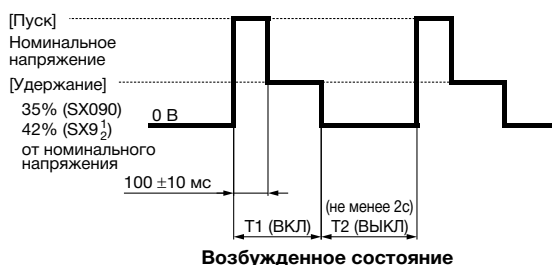 [Пуск]
Номинальное
напряжение
[Удержание]
35% (SX090)
42% (SX9½)
от номинального
напряжения
0 В
100 ±10 мс
(не менее 2с)
T1 (ВКЛ)
T2 (ВЫКЛ)
Возбужденное состояние